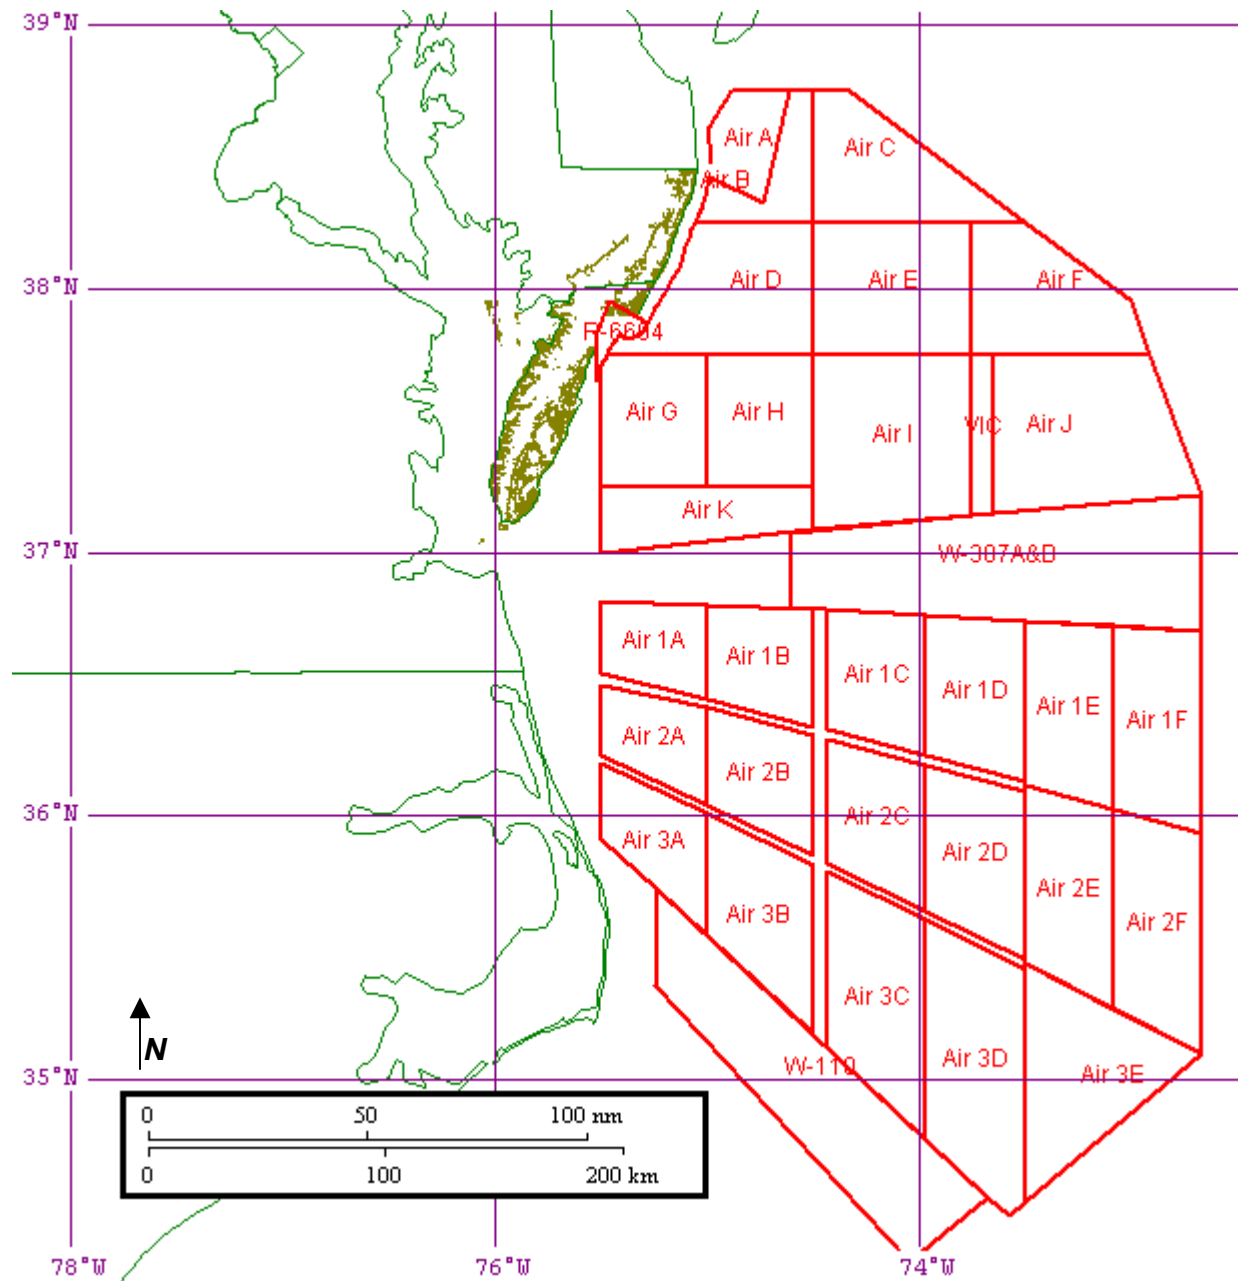 39°N
Air A
Air C
Air B
Air D
Air E
Air F
38°N
R-6604
Air G
Air H
Air I
VIC
Air J
Air K
37°N
W-387A&B
Air 1A
Air 1B
Air 1C
Air 1D
Air 1E
Air 1F
Air 2A
Air 2B
36°N
Air 2C
Air 3A
Air 2D
Air 2E
Air 3B
Air 2F
Air 3C
N
Air 3D
W-110
Air 3E
35°N
0 50 100 nm
0 100 200 km
78°W 76°W 74°W